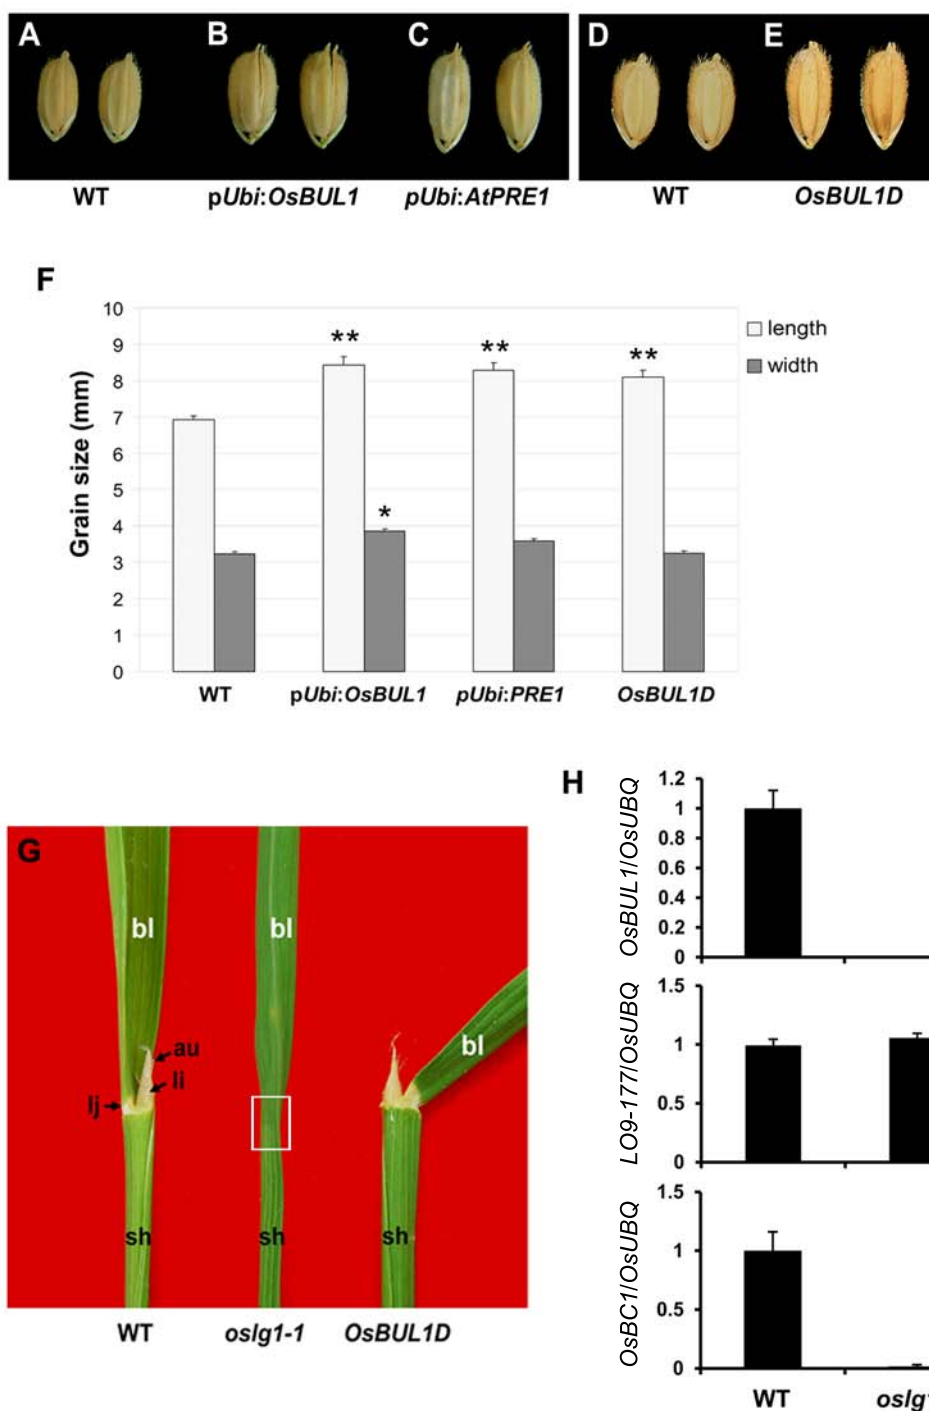 A B C D E
WT pUbi:OsBUL1 pUbi:AtPRE1 WT OsBUL1D
F
10
9
8
7
6
5
4
3
2
1
0
Grain size (mm)
** ** **
*
length
width
WT pUbi:OsBUL1 pUbi:PRE1 OsBUL1D
G
bl bl bl
au
li
lj
sh sh sh
WT oslg1-1 OsBUL1D
H
OsBUL1/OsUBQ
1.2
1
0.8
0.6
0.4
0.2
0
LO9-177/OsUBQ
1.5
1
0.5
0
OsBC1/OsUBQ
1.5
1
0.5
0
WT